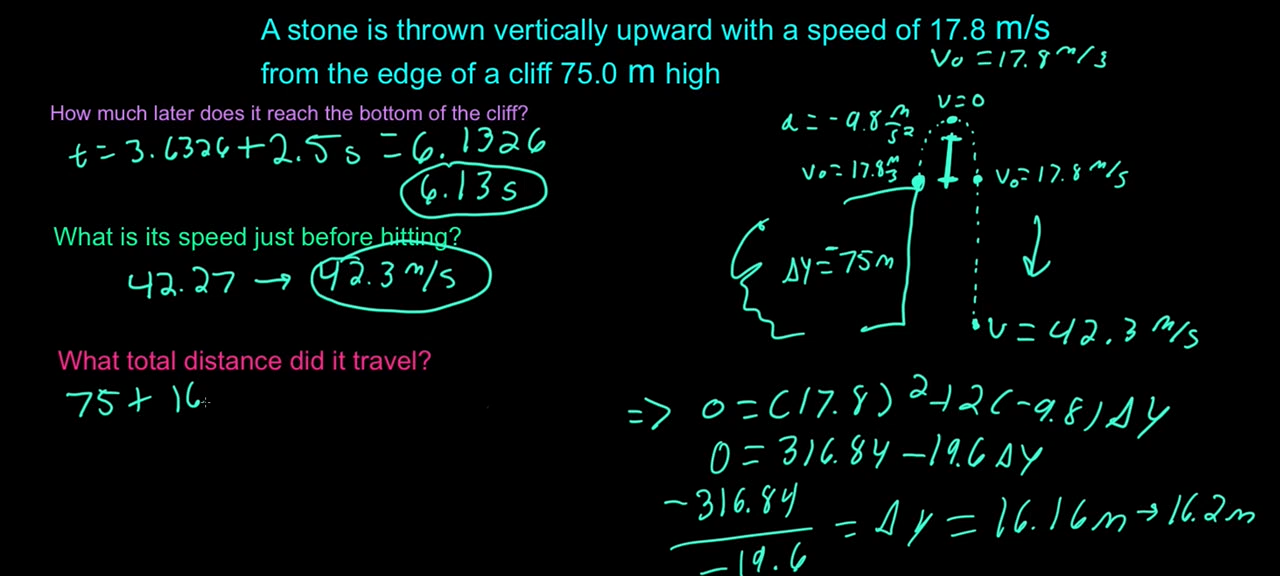 A stone is thrown vertically upward with a speed of 17.8 m/s
from the edge of a cliff 75.0 m high
V₀ = 17.8 m/s
How much later does it reach the bottom of the cliff?
t = 3.6326 + 2.5 s = 6.1326
6.13 s
What is its speed just before hitting?
42.27 → 42.3 m/s
What total distance did it travel?
75 + 16
v = 0
a = -9.8 m/s²
v₀ = 17.8 m/s
V₀ = 17.8 m/s
Δy = 75 m
v = 42.3 m/s
=> 0 = (17.8)² + 2(-9.8) Δy
0 = 316.84 - 19.6 Δy
-316.84 / -19.6 = Δy = 16.16 m → 16.2 m